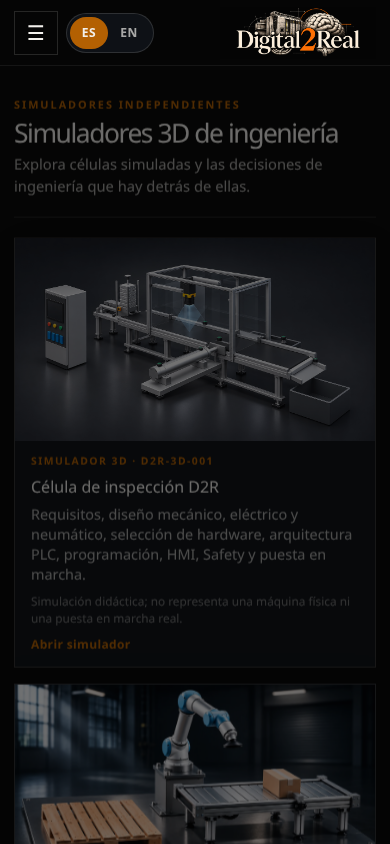 ☰ ES EN Digital2Real
SIMULADORES INDEPENDIENTES
Simuladores 3D de ingeniería
Explora células simuladas y las decisiones de
ingeniería que hay detrás de ellas.
SIMULADOR 3D · D2R-3D-001
Célula de inspección D2R
Requisitos, diseño mecánico, eléctrico y
neumático, selección de hardware, arquitectura
PLC, programación, HMI, Safety y puesta en
marcha.
Simulación didáctica; no representa una máquina física ni
una puesta en marcha real.
Abrir simulador